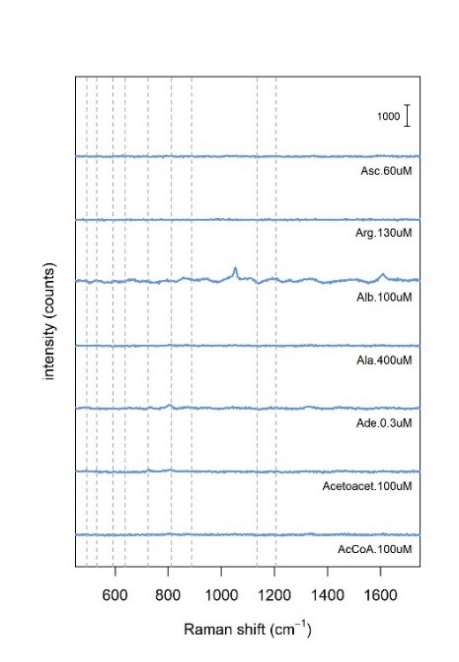 1000
Asc.60uM
Arg.130uM
Alb.100uM
Ala.400uM
Ade.0.3uM
Acetoacet.100uM
AcCoA.100uM
intensity (counts)
600 800 1000 1200 1400 1600
Raman shift (cm⁻¹)